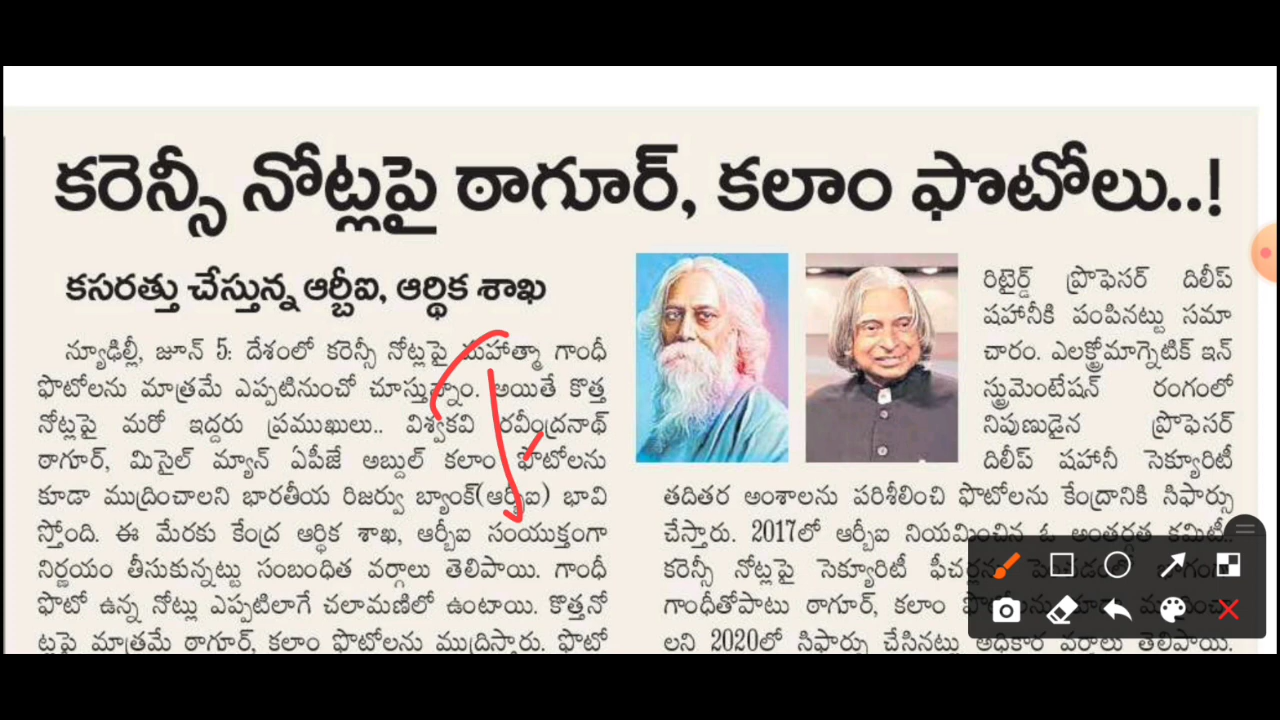 కరెన్సీ నోట్లపై ఠాగూర్, కలాం ఫొటోలు..!
కసరత్తు చేస్తున్న ఆర్బీఐ, ఆర్థిక శాఖ
న్యూఢిల్లీ, జూన్ 5: దేశంలో కరెన్సీ నోట్లపై మహాత్మా గాంధీ
ఫొటోలను మాత్రమే ఎప్పటినుంచో చూస్తున్నాం. అయితే కొత్త
నోట్లపై మరో ఇద్దరు ప్రముఖులు.. విశ్వకవి రవీంద్రనాథ్
ఠాగూర్, మిసైల్ మ్యాన్ ఏపీజే అబ్దుల్ కలాం ఫొటోలను
కూడా ముద్రించాలని భారతీయ రిజర్వు బ్యాంక్(ఆర్బీఐ) భావి
స్తోంది. ఈ మేరకు కేంద్ర ఆర్థిక శాఖ, ఆర్బీఐ సంయుక్తంగా
నిర్ణయం తీసుకున్నట్టు సంబంధిత వర్గాలు తెలిపాయి. గాంధీ
ఫొటో ఉన్న నోట్లు ఎప్పటిలాగే చలామణిలో ఉంటాయి. కొత్తనో
ట్లపై మాత్రమే ఠాగూర్, కలాం ఫొటోలను ముద్రిస్తారు. ఫొటో
రిటైర్డ్ ప్రొఫెసర్ దిలీప్
షహానీకి పంపినట్టు సమా
చారం. ఎలక్ట్రోమాగ్నెటిక్ ఇన్
స్ట్రుమెంటేషన్ రంగంలో
నిపుణుడైన ప్రొఫెసర్
దిలీప్ షహానీ సెక్యూరిటీ
తదితర అంశాలను పరిశీలించి ఫొటోలను కేంద్రానికి సిఫార్సు
చేస్తారు. 2017లో ఆర్బీఐ నియమించిన ఓ అంతర్గత కమిటీ..
కరెన్సీ నోట్లపై సెక్యూరిటీ
గాంధీతోపాటు ఠాగూర్, కలాం
లని 2020లో సిఫార్సు చేసినట్టు అధికార వర్గాలు తెలిపాయి.